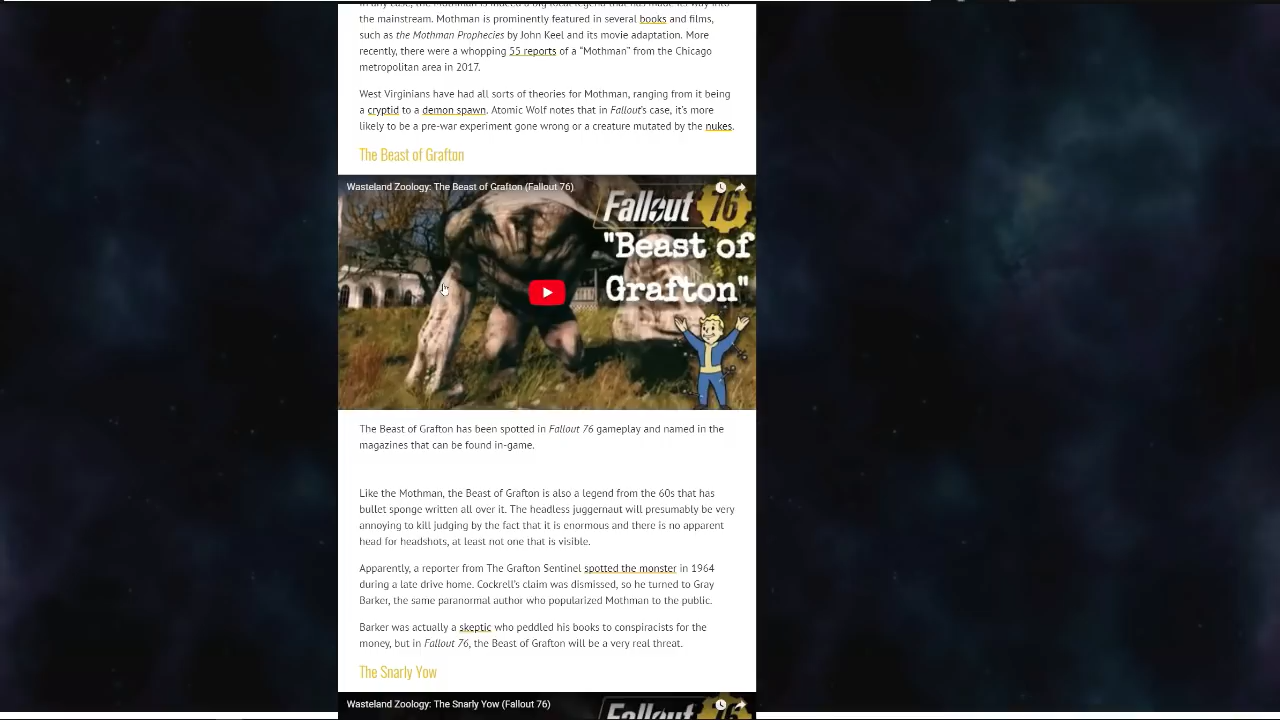 the mainstream. Mothman is prominently featured in several books and films,
such as the Mothman Prophecies by John Keel and its movie adaptation. More
recently, there were a whopping 55 reports of a “Mothman” from the Chicago
metropolitan area in 2017.
West Virginians have had all sorts of theories for Mothman, ranging from it being
a cryptid to a demon spawn. Atomic Wolf notes that in Fallout’s case, it’s more
likely to be a pre-war experiment gone wrong or a creature mutated by the nukes.
The Beast of Grafton
Wasteland Zoology: The Beast of Grafton (Fallout 76)
Fallout 76
"Beast of
Grafton"
The Beast of Grafton has been spotted in Fallout 76 gameplay and named in the
magazines that can be found in-game.
Like the Mothman, the Beast of Grafton is also a legend from the 60s that has
bullet sponge written all over it. The headless juggernaut will presumably be very
annoying to kill judging by the fact that it is enormous and there is no apparent
head for headshots, at least not one that is visible.
Apparently, a reporter from The Grafton Sentinel spotted the monster in 1964
during a late drive home. Cockrell’s claim was dismissed, so he turned to Gray
Barker, the same paranormal author who popularized Mothman to the public.
Barker was actually a skeptic who peddled his books to conspiracists for the
money, but in Fallout 76, the Beast of Grafton will be a very real threat.
The Snarly Yow
Wasteland Zoology: The Snarly Yow (Fallout 76)
Fallout